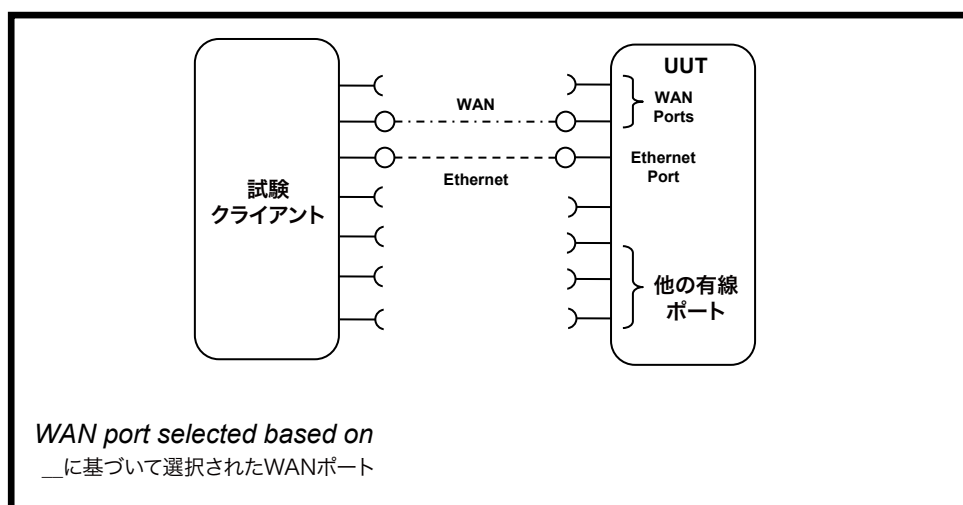 試験
クライアント
WAN
Ethernet
UUT
WAN
Ports
Ethernet
Port
他の有線
ポート
WAN port selected based on
__に基づいて選択されたWANポート